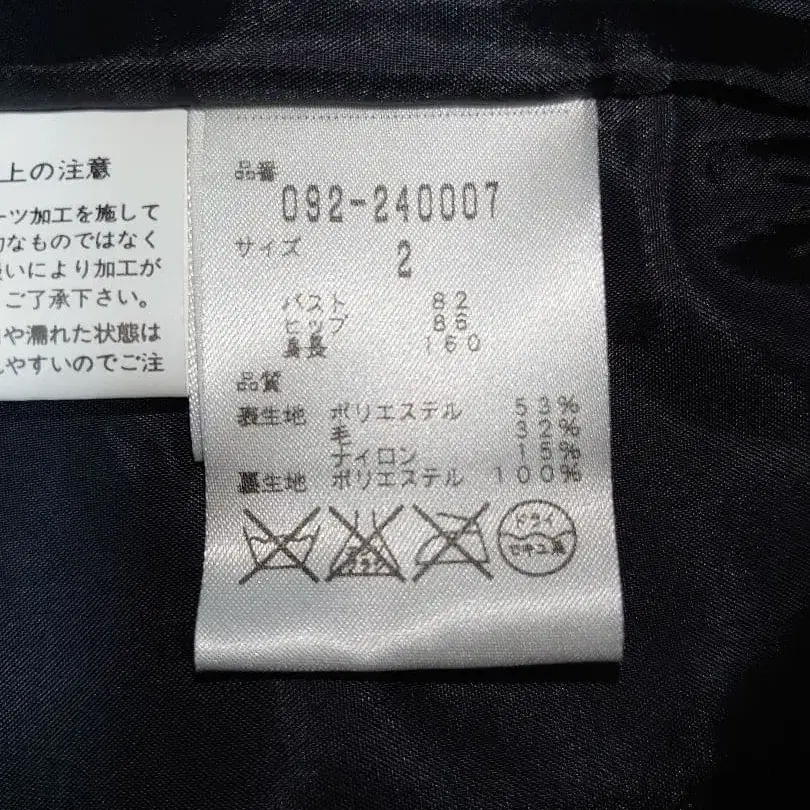 上の注意
ーツ加工を施して
的なものではなく
扱いにより加工が
ご了承下さい。
や濡れた状態は
やすいのでご注
品番
092-240007
サイズ
2
バスト 82
ヒップ 86
身長 160
品質
表生地 ポリエステル 53%
毛 32%
ナイロン 15%
裏生地 ポリエステル 100%
ドライ
セキユ系